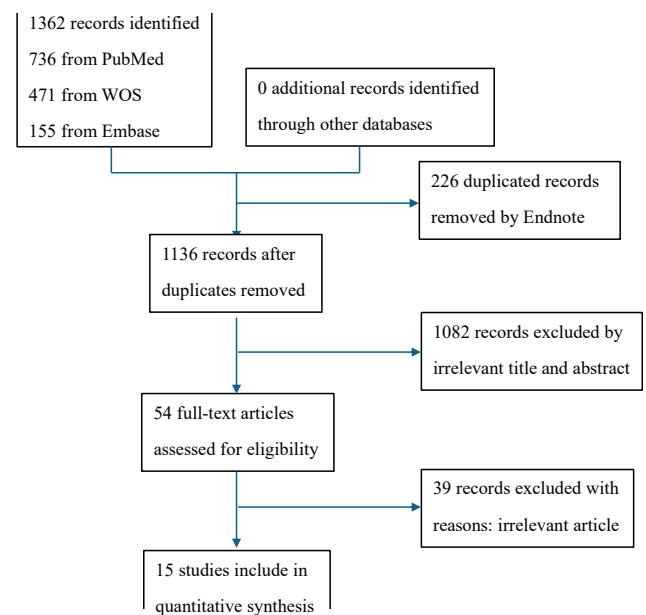 1362 records identified
736 from PubMed
471 from WOS
155 from Embase
0 additional records identified
through other databases
226 duplicated records
removed by Endnote
1136 records after
duplicates removed
1082 records excluded by
irrelevant title and abstract
54 full-text articles
assessed for eligibility
39 records excluded with
reasons: irrelevant article
15 studies include in
quantitative synthesis